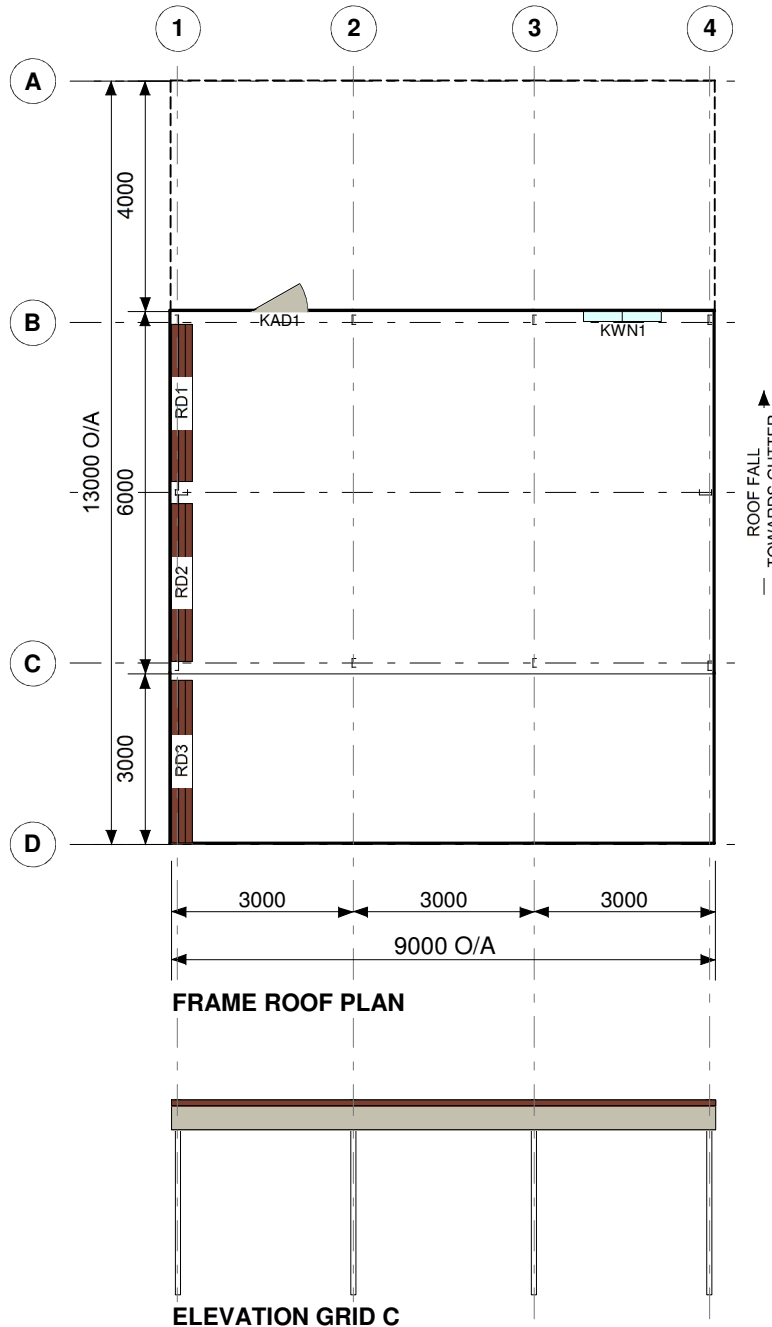 1 2 3 4
A
4000
B
KAD1
KWN1
RD1
13000 O/A
6000
ROOF FALL
TOWARDS GUTTER
RD2
C
3000
RD3
D
3000 3000 3000
9000 O/A
FRAME ROOF PLAN
ELEVATION GRID C